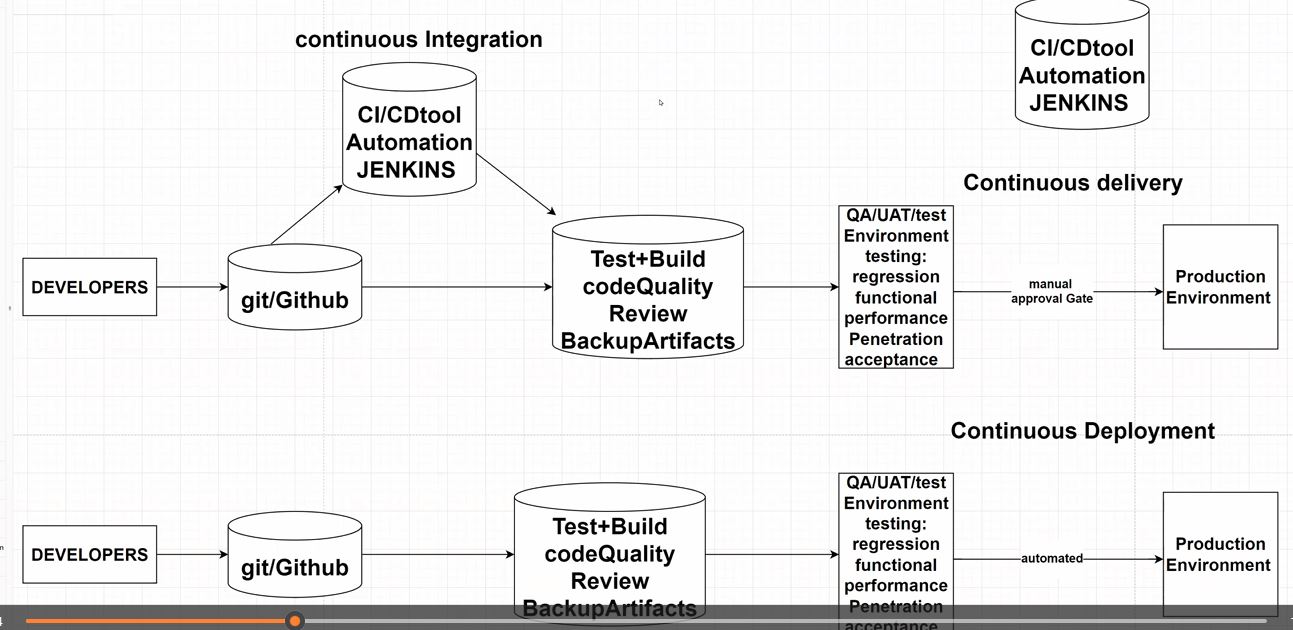 continuous Integration
CI/CDtool
Automation
JENKINS
CI/CDtool
Automation
JENKINS
Continuous delivery
DEVELOPERS
git/Github
Test+Build
codeQuality
Review
BackupArtifacts
QA/UAT/test
Environment
testing:
regression
functional
performance
Penetration
acceptance
manual
approval Gate
Production
Environment
Continuous Deployment
DEVELOPERS
git/Github
Test+Build
codeQuality
Review
BackupArtifacts
QA/UAT/test
Environment
testing:
regression
functional
performance
Penetration
acceptance
automated
Production
Environment